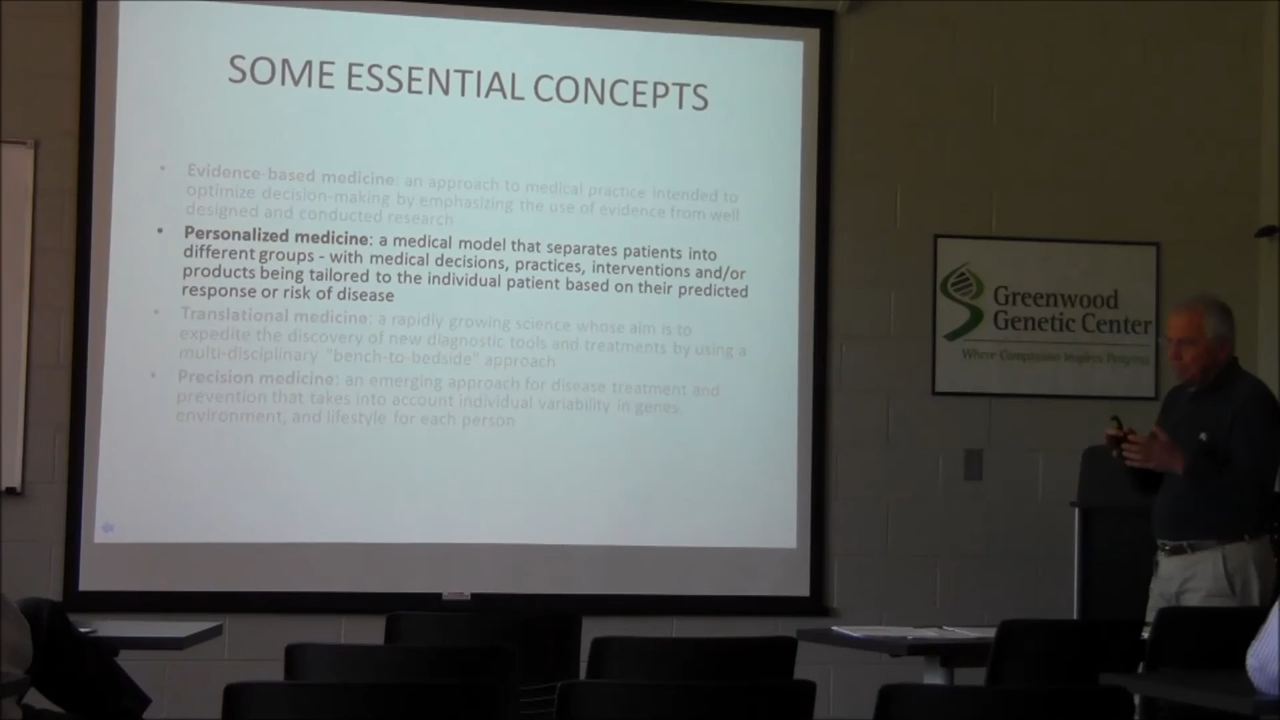 SOME ESSENTIAL CONCEPTS
• Evidence-based medicine: an approach to medical practice intended to
optimize decision-making by emphasizing the use of evidence from well
designed and conducted research
• Personalized medicine: a medical model that separates patients into
different groups - with medical decisions, practices, interventions and/or
products being tailored to the individual patient based on their predicted
response or risk of disease
• Translational medicine: a rapidly growing science whose aim is to
expedite the discovery of new diagnostic tools and treatments by using a
multi-disciplinary "bench-to-bedside" approach
• Precision medicine: an emerging approach for disease treatment and
prevention that takes into account individual variability in genes,
environment, and lifestyle for each person
Greenwood
Genetic Center
Where Compassion Inspires Progress